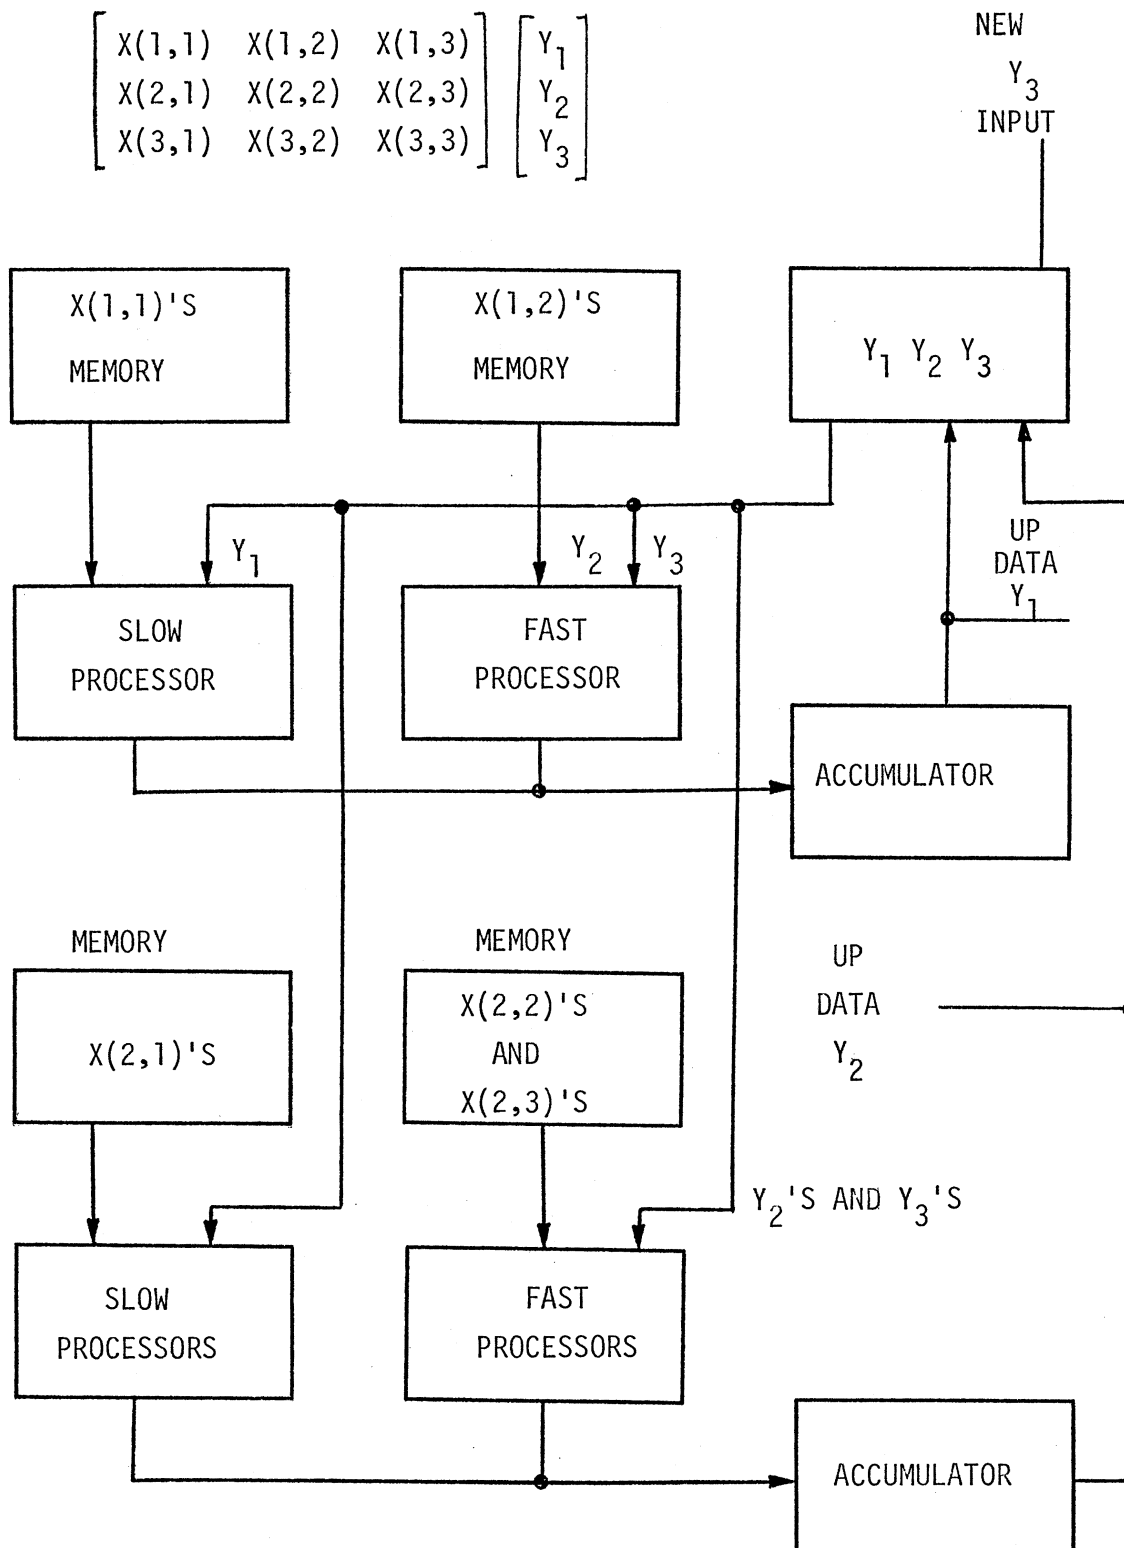 X(1,1) X(1,2) X(1,3) Y1
X(2,1) X(2,2) X(2,3) Y2
X(3,1) X(3,2) X(3,3) Y3
NEW
Y3
INPUT
X(1,1)'S
MEMORY
X(1,2)'S
MEMORY
Y1 Y2 Y3
Y1
Y2
Y3
UP
DATA
Y1
SLOW
PROCESSOR
FAST
PROCESSOR
ACCUMULATOR
MEMORY
X(2,1)'S
MEMORY
X(2,2)'S
AND
X(2,3)'S
UP
DATA
Y2
Y2'S AND Y3'S
SLOW
PROCESSORS
FAST
PROCESSORS
ACCUMULATOR